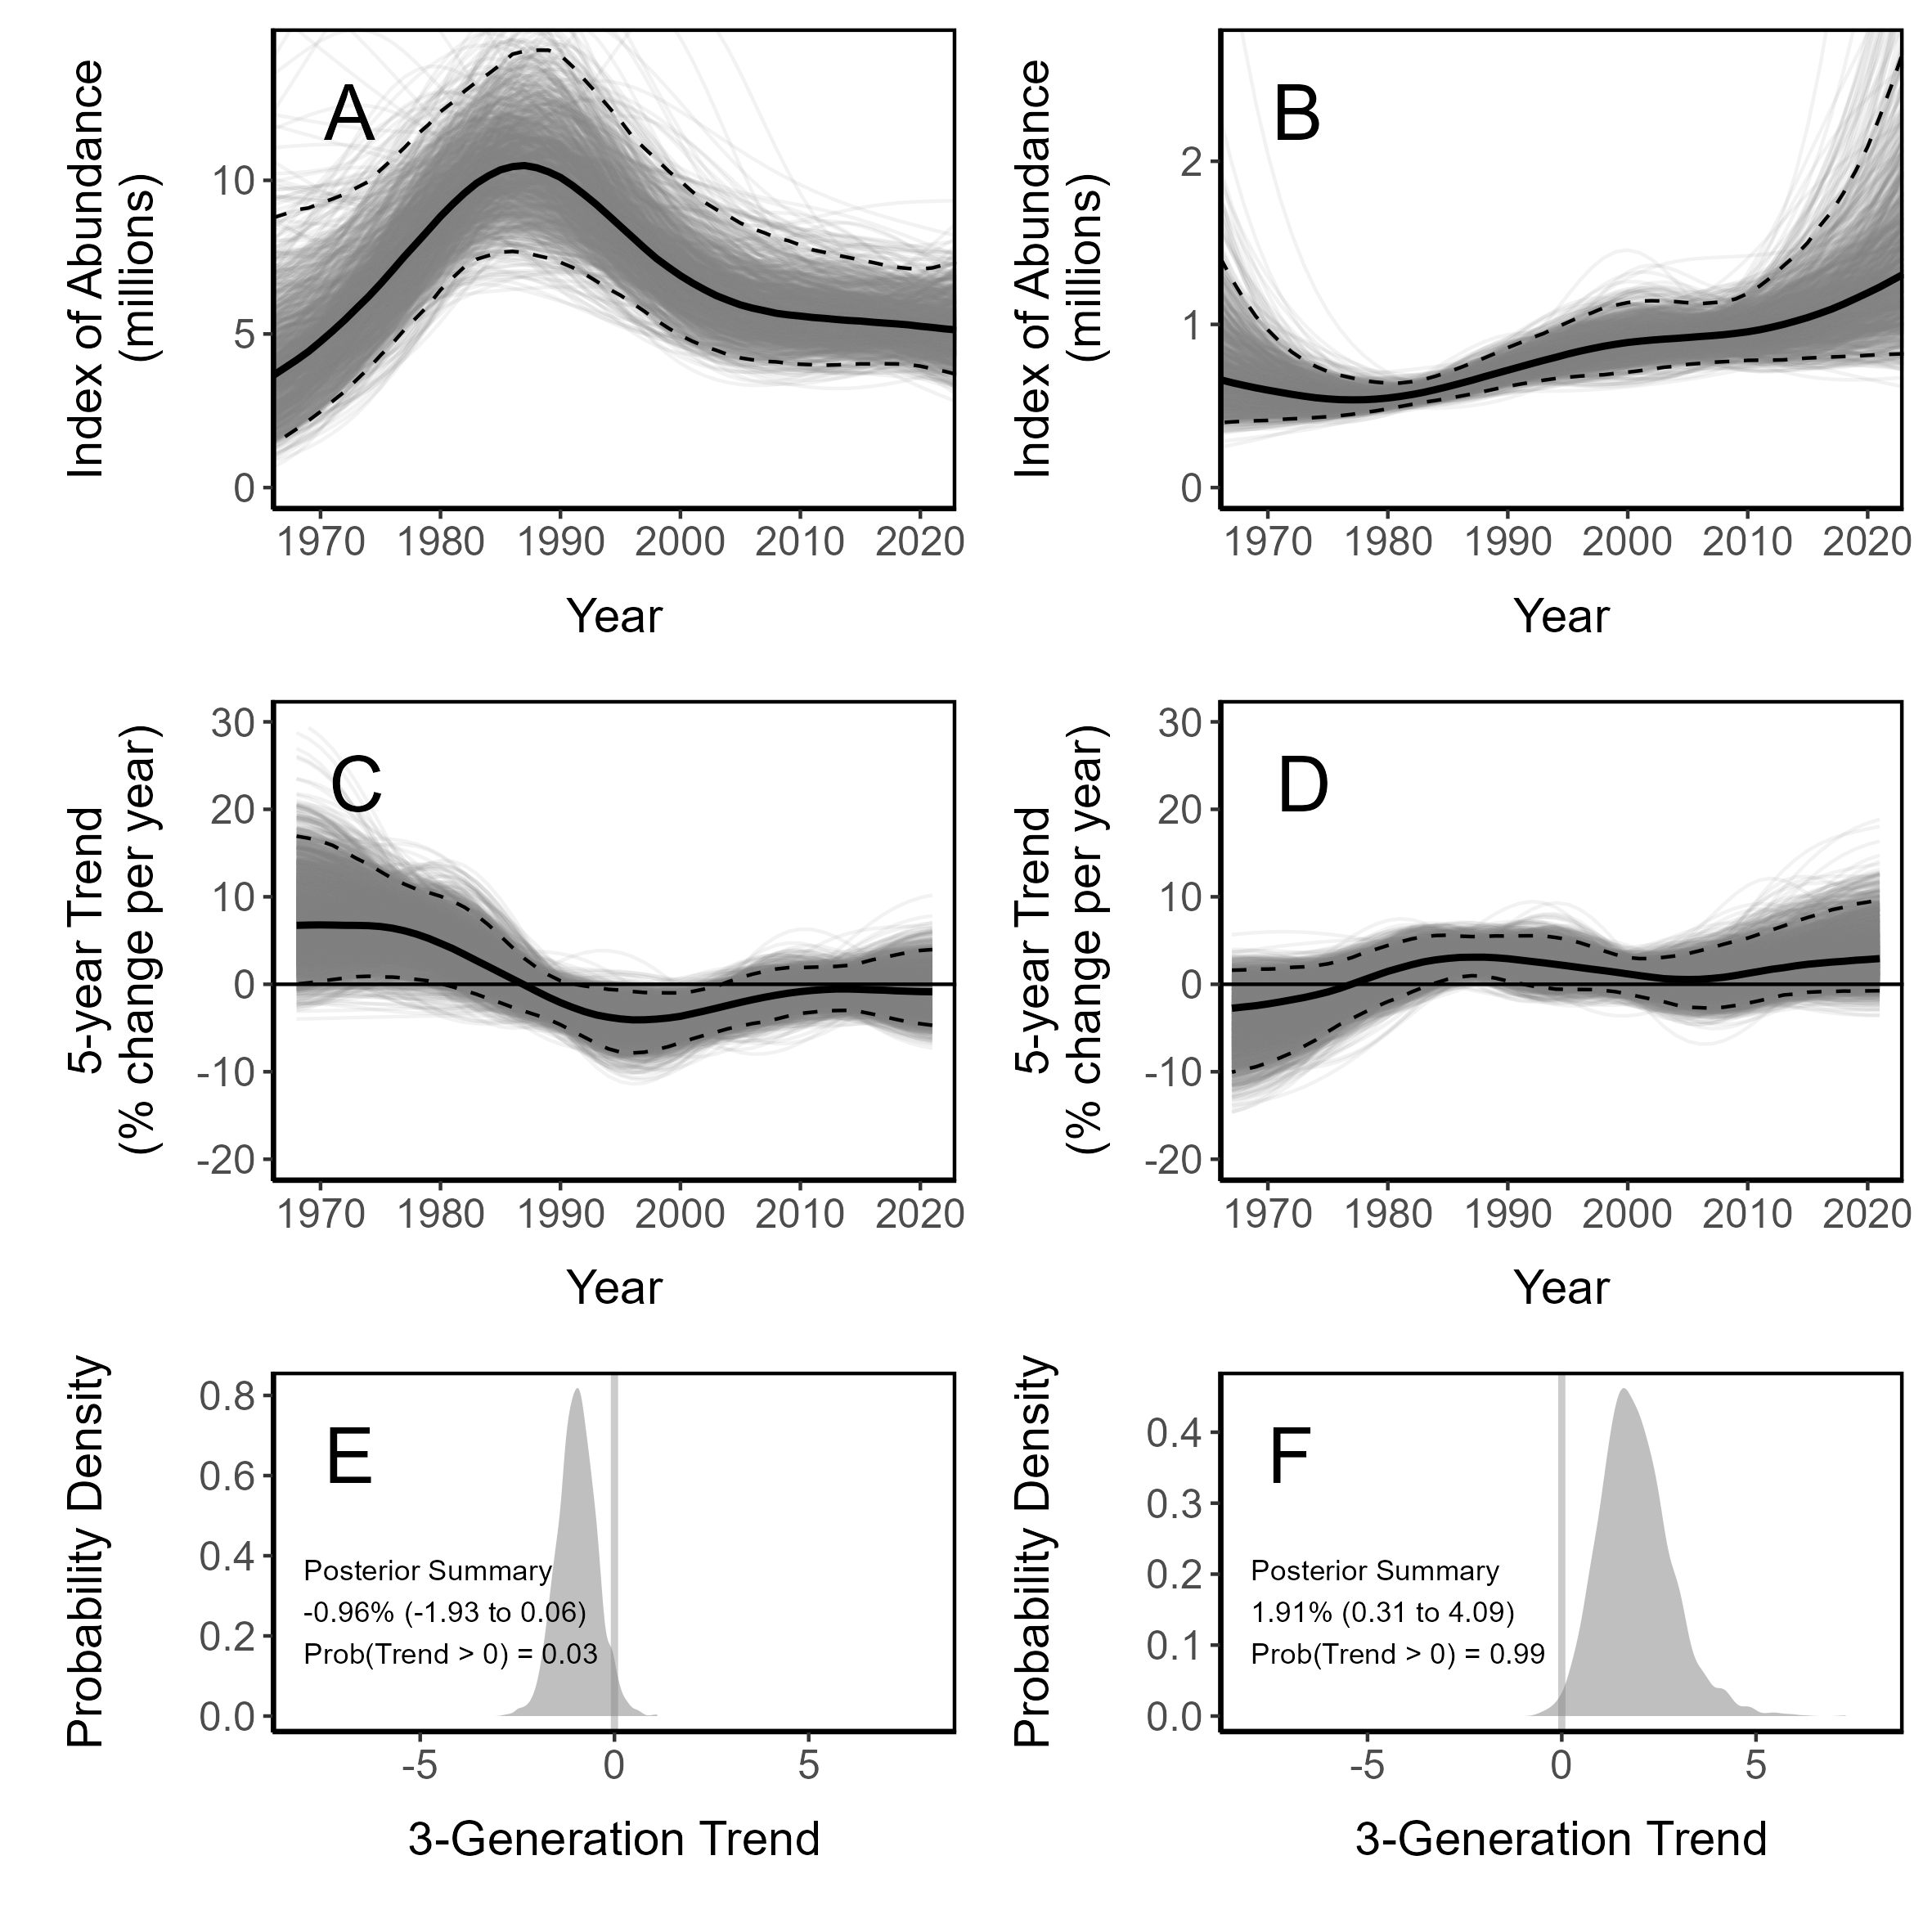 Index of Abundance
(millions)
A
10
5
0
1970 1980 1990 2000 2010 2020
Year
Index of Abundance
(millions)
B
2
1
0
1970 1980 1990 2000 2010 2020
Year
5-year Trend
(% change per year)
C
30
20
10
0
-10
-20
1970 1980 1990 2000 2010 2020
Year
5-year Trend
(% change per year)
D
30
20
10
0
-10
-20
1970 1980 1990 2000 2010 2020
Year
Probability Density
E
0.8
0.6
0.4
0.2
0.0
Posterior Summary
-0.96% (-1.93 to 0.06)
Prob(Trend > 0) = 0.03
-5 0 5
3-Generation Trend
Probability Density
F
0.4
0.3
0.2
0.1
0.0
Posterior Summary
1.91% (0.31 to 4.09)
Prob(Trend > 0) = 0.99
-5 0 5
3-Generation Trend